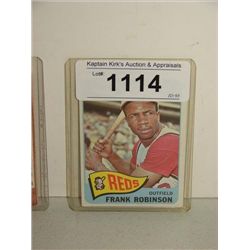 Kaptain Kirk's Auction & Appraisals
Lot#
1114
REDS
OUTFIELD
FRANK ROBINSON